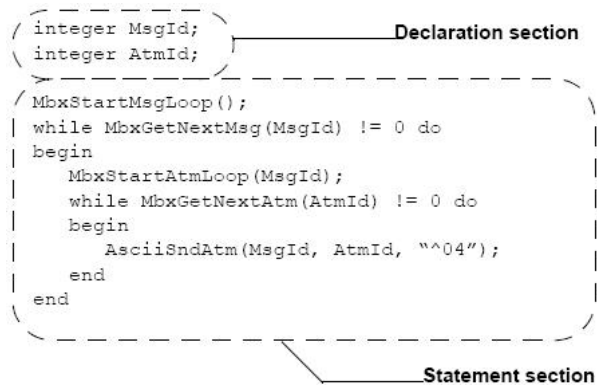 integer MsgId;
integer AtmId;
Declaration section
MbxStartMsgLoop();
while MbxGetNextMsg(MsgId) != 0 do
begin
MbxStartAtmLoop(MsgId);
while MbxGetNextAtm(AtmId) != 0 do
begin
AsciiSndAtm(MsgId, AtmId, “^04”);
end
end
Statement section